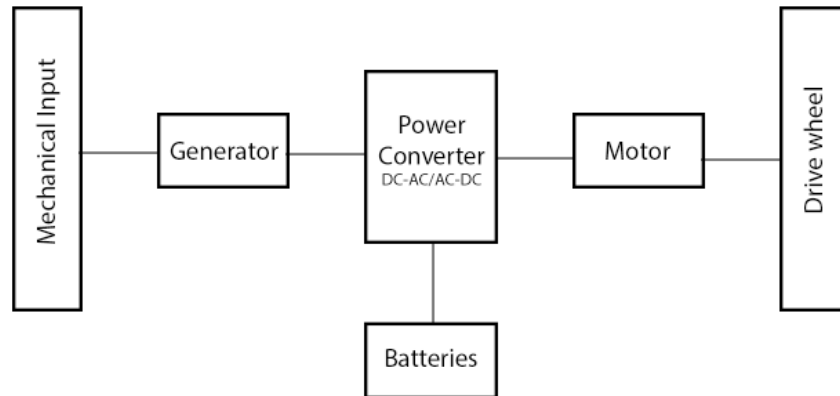 Mechanical Input
Generator
Power
Converter
DC-AC/AC-DC
Motor
Drive wheel
Batteries